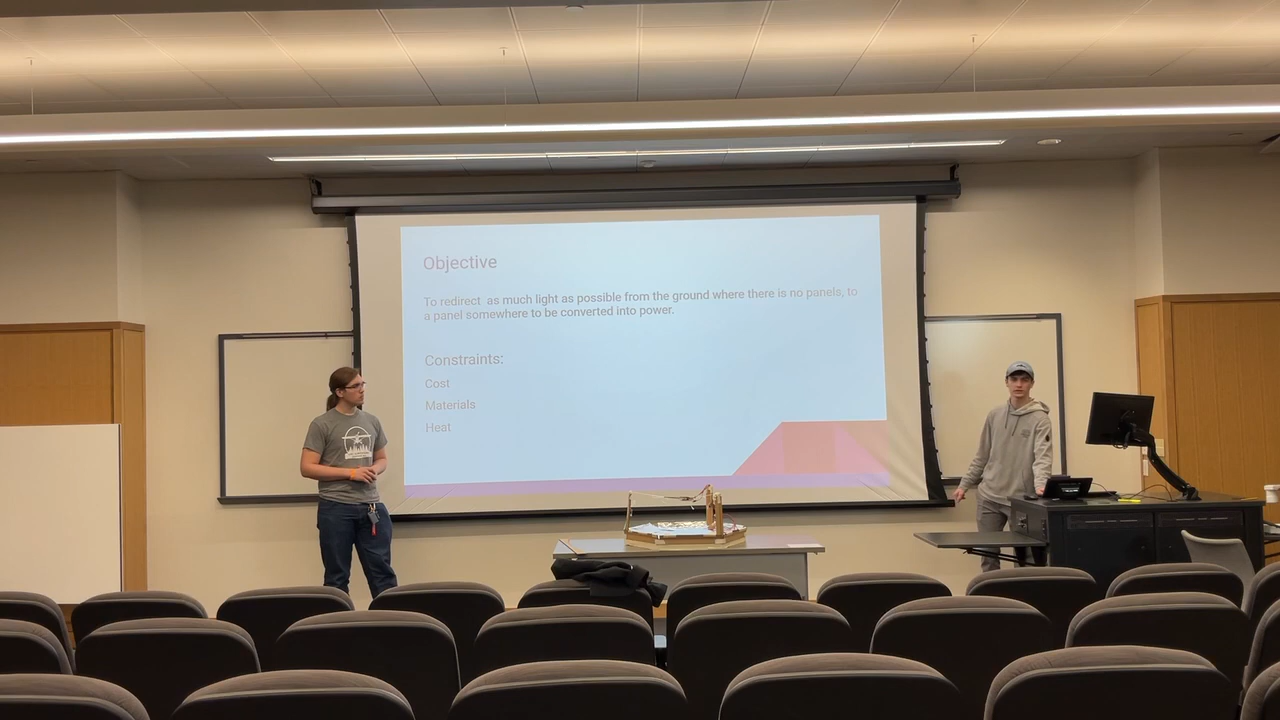 Objective
To redirect as much light as possible from the ground where there is no panels, to
a panel somewhere to be converted into power.
Constraints:
Cost
Materials
Heat